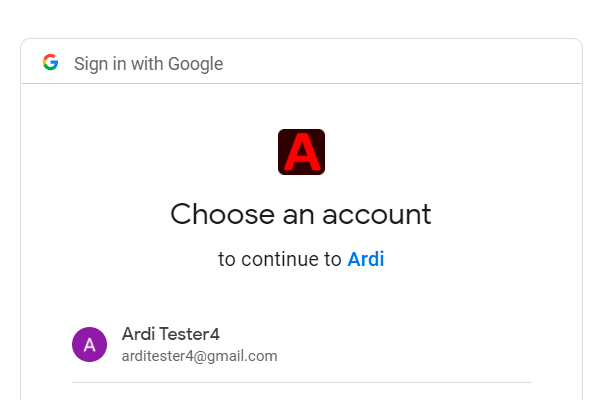 Sign in with Google
A
Choose an account
to continue to Ardi
A
Ardi Tester4
arditester4@gmail.com